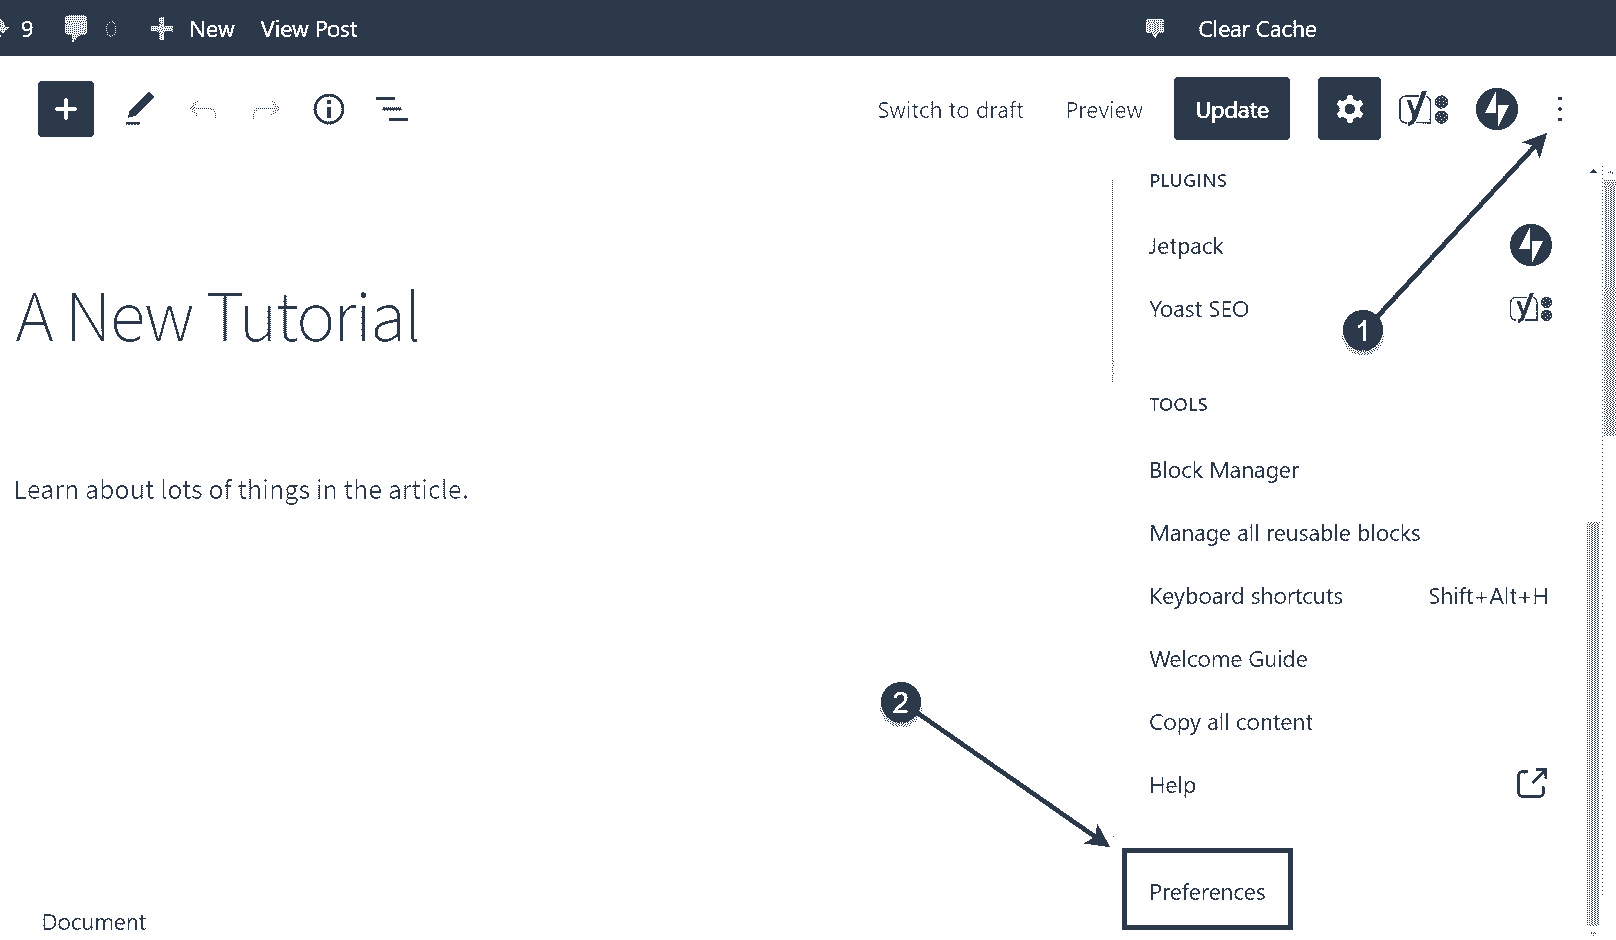 9 0 New View Post Clear Cache
Switch to draft Preview Update
PLUGINS
Jetpack
Yoast SEO
1
A New Tutorial
TOOLS
Learn about lots of things in the article.
Block Manager
Manage all reusable blocks
Keyboard shortcuts Shift+Alt+H
Welcome Guide
2
Copy all content
Help
Preferences
Document